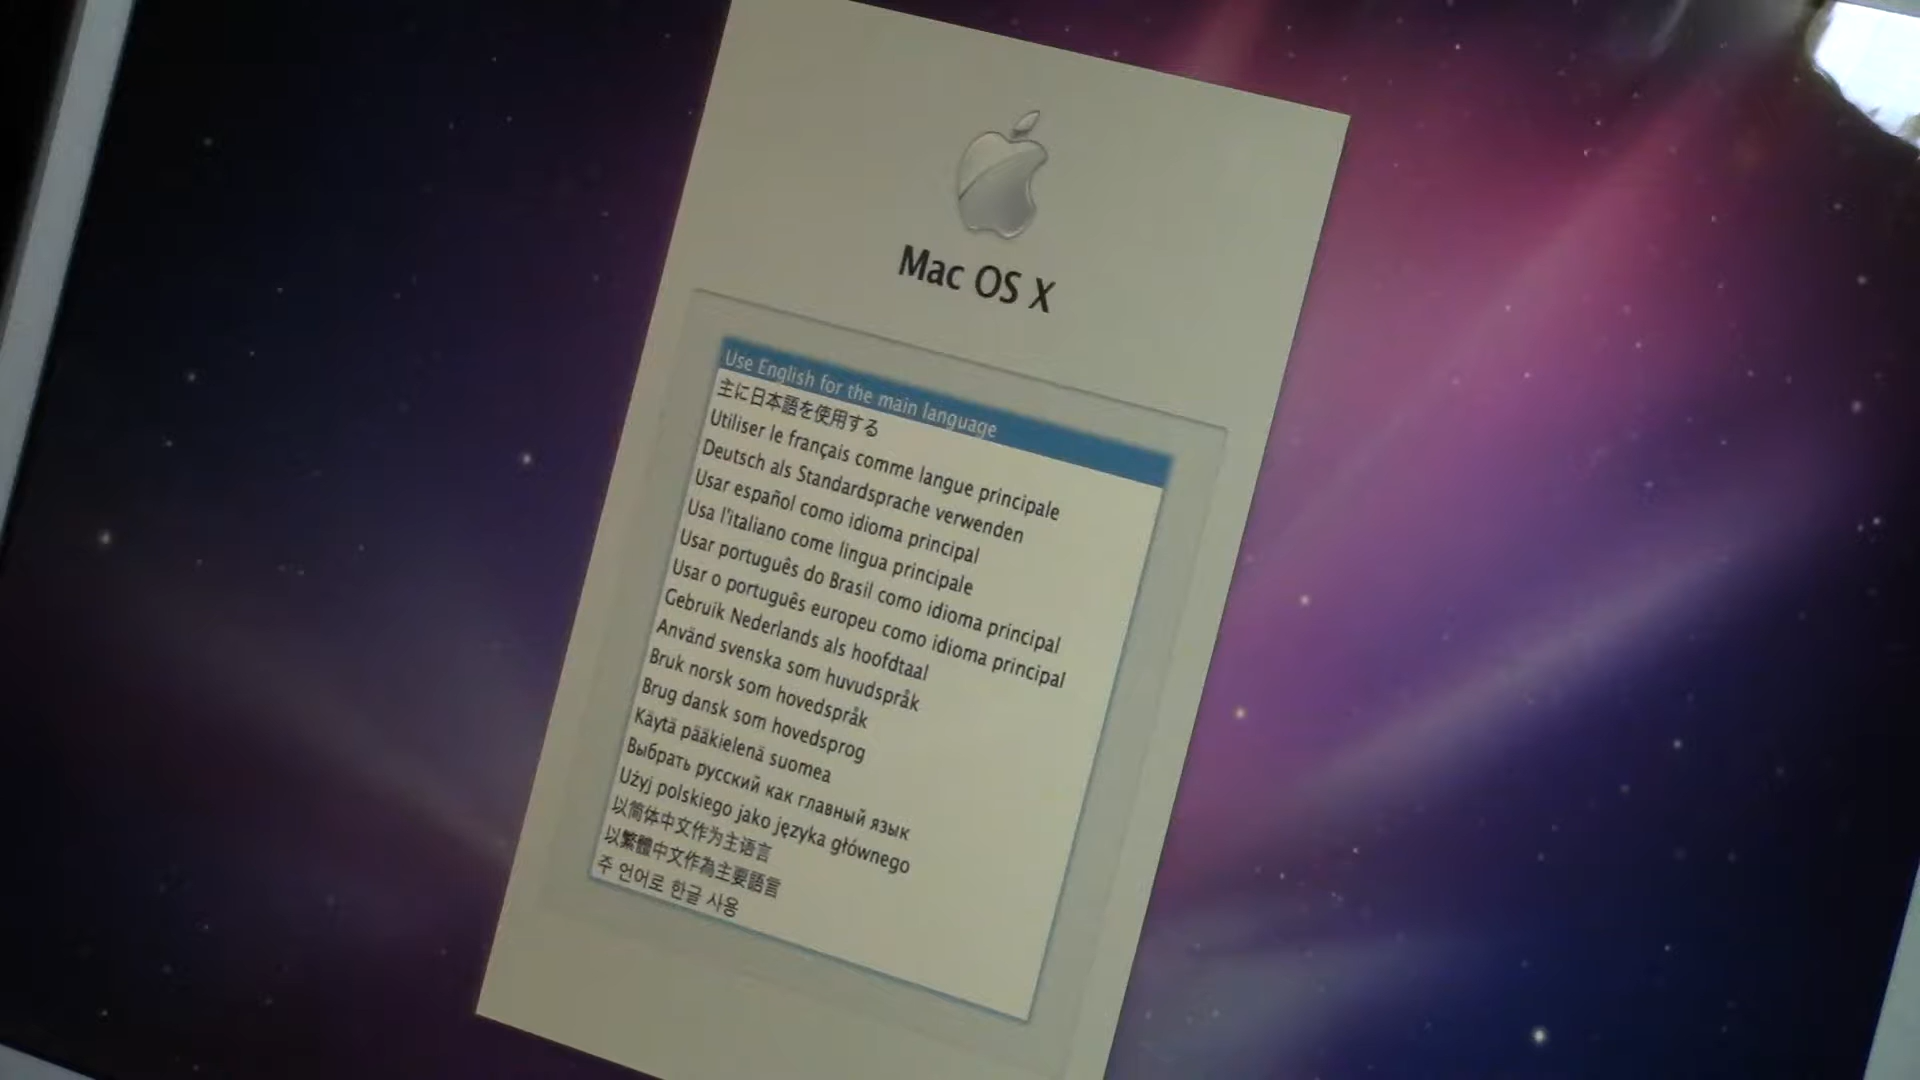 Mac OS X
Use English for the main language
主に日本語を使用する
Utiliser le français comme langue principale
Deutsch als Standardsprache verwenden
Usar español como idioma principal
Usa l'italiano come lingua principale
Usar português do Brasil como idioma principal
Usar o português europeu como idioma principal
Gebruik Nederlands als hoofdtaal
Använd svenska som huvudspråk
Bruk norsk som hovedspråk
Brug dansk som hovedsprog
Käytä pääkielenä suomea
Выбрать русский как главный язык
Użyj polskiego jako języka głównego
以简体中文作为主语言
以繁體中文作為主要語言
주 언어로 한글 사용